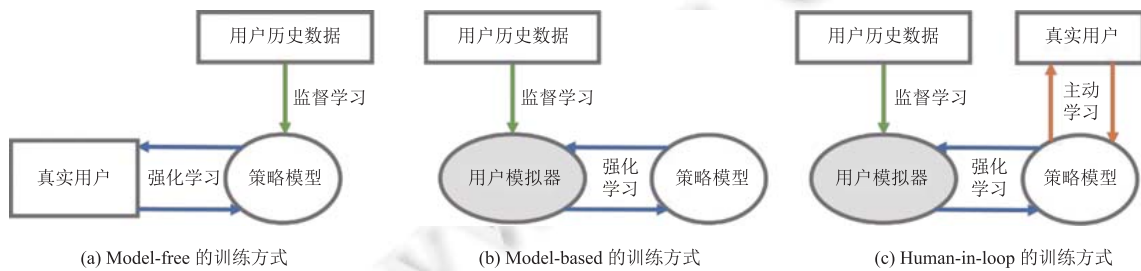 用户历史数据
监督学习
真实用户
强化学习
策略模型
(a) Model-free 的训练方式
用户历史数据
监督学习
用户模拟器
强化
学习
策略模型
(b) Model-based 的训练方式
用户历史数据
真实用户
监督学习
主动
学习
用户模拟器
强化
学习
策略模型
(c) Human-in-loop 的训练方式